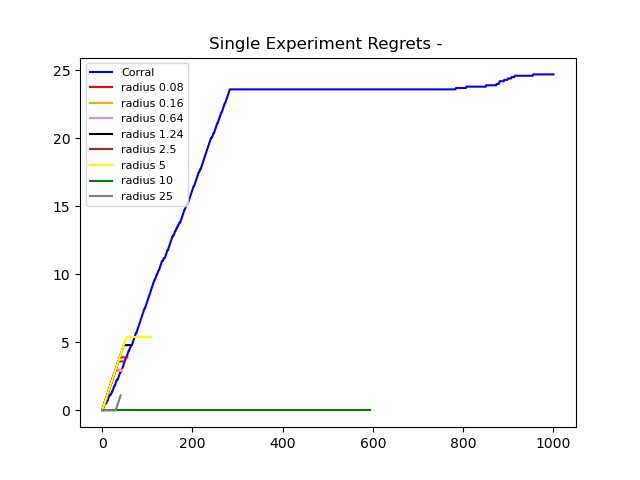 Single Experiment Regrets -
Corral
radius 0.08
radius 0.16
radius 0.64
radius 1.24
radius 2.5
radius 5
radius 10
radius 25
25
20
15
10
5
0
0 200 400 600 800 1000